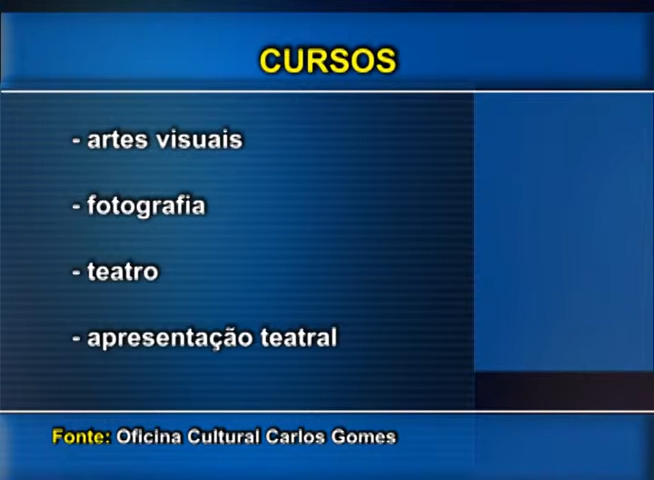 CURSOS
- artes visuais
- fotografia
- teatro
- apresentação teatral
Fonte: Oficina Cultural Carlos Gomes